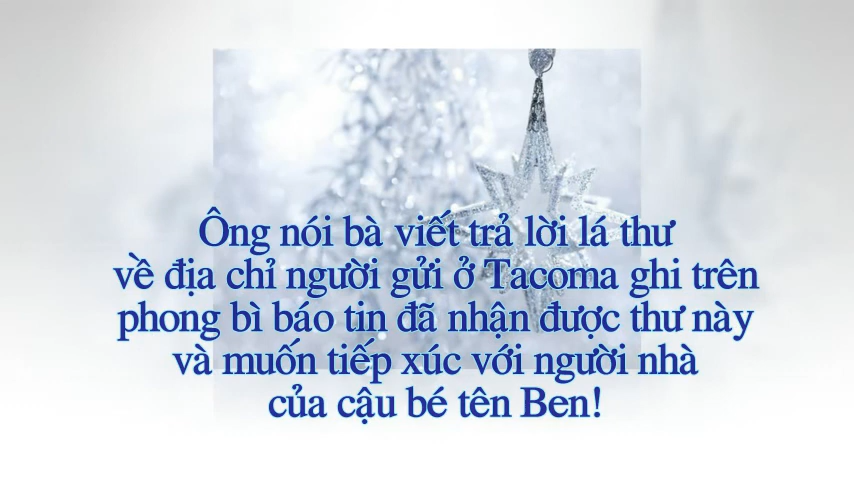 Ông nói bà viết trả lời lá thư
về địa chỉ người gửi ở Tacoma ghi trên
phong bì báo tin đã nhận được thư này
và muốn tiếp xúc với người nhà
của cậu bé tên Ben!